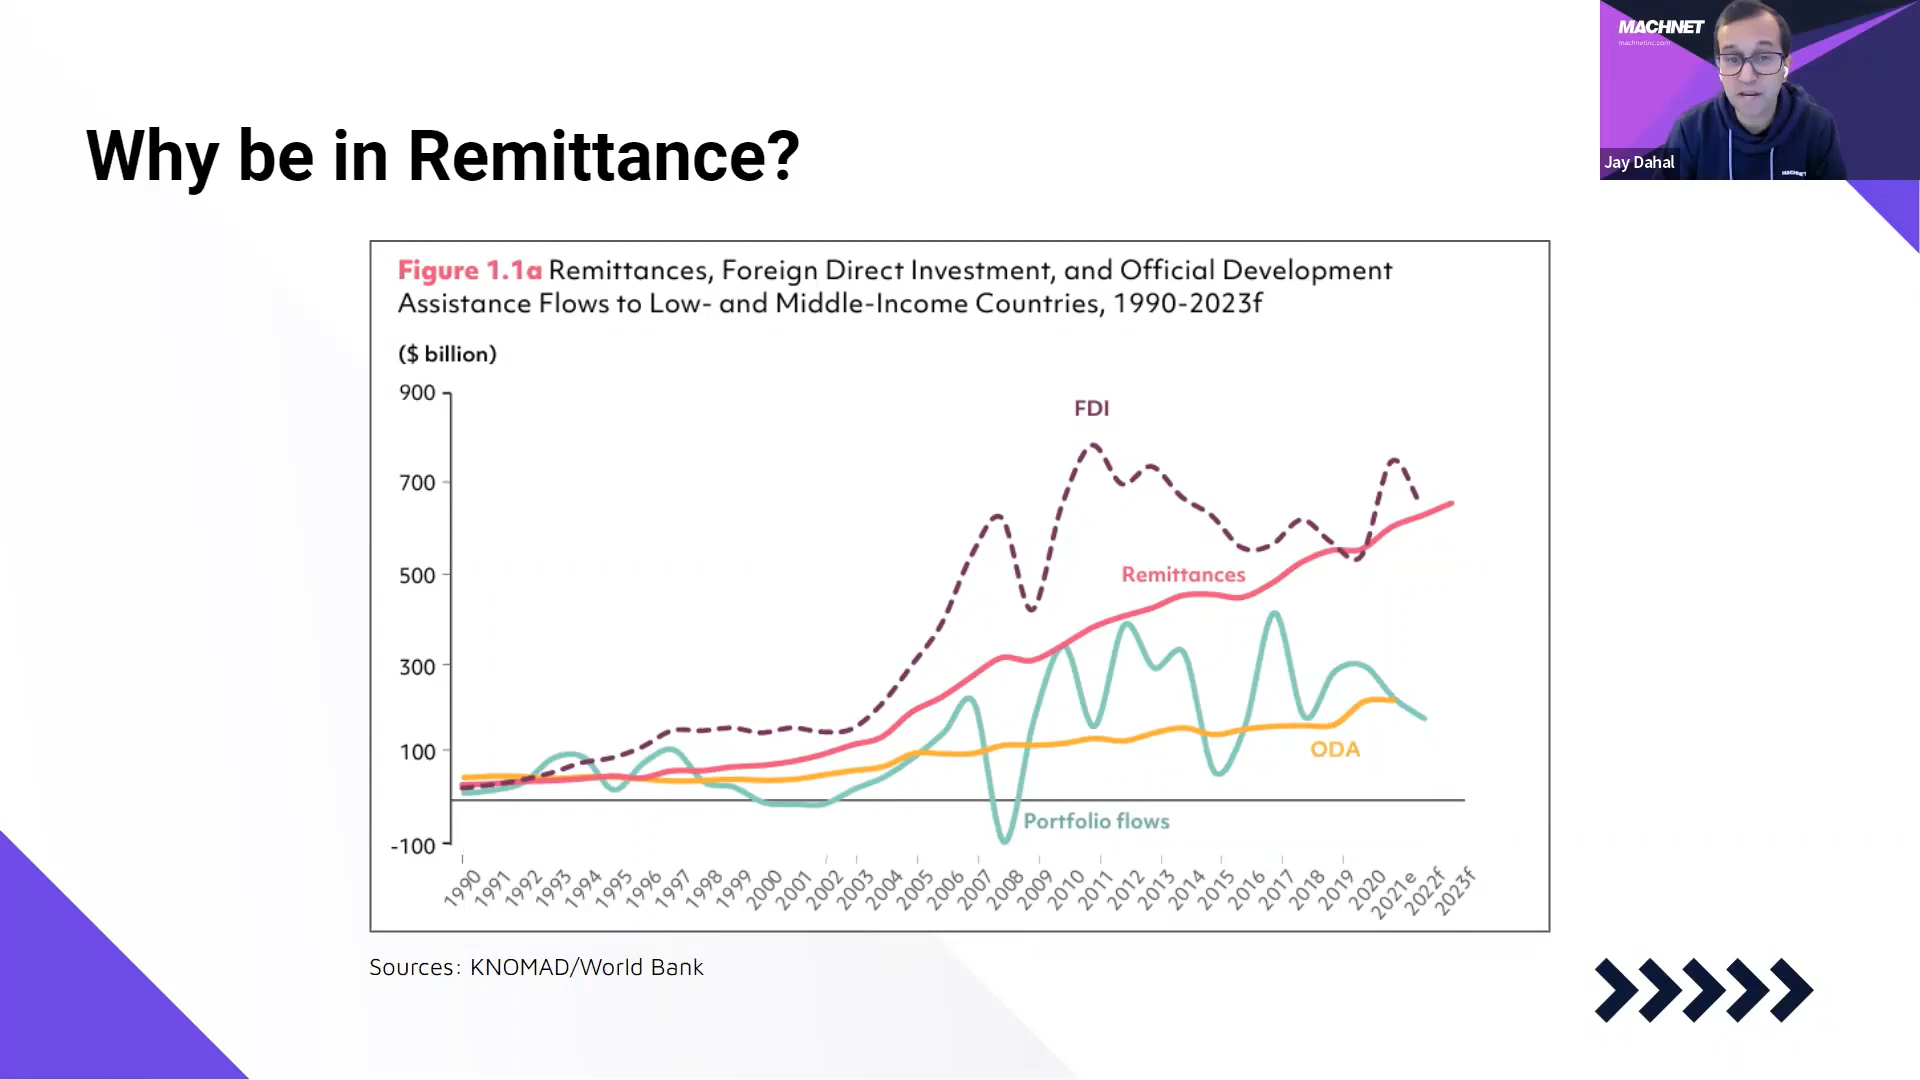 MACHNET
machnetinc.com
Jay Dahal
MACHNET
Why be in Remittance?
Figure 1.1a Remittances, Foreign Direct Investment, and Official Development
Assistance Flows to Low- and Middle-Income Countries, 1990-2023f
($ billion)
900
700
500
300
100
-100
FDI
Remittances
ODA
Portfolio flows
1990
1991
1992
1993
1994
1995
1996
1997
1998
1999
2000
2001
2002
2003
2004
2005
2006
2007
2008
2009
2010
2011
2012
2013
2014
2015
2016
2017
2018
2019
2020
2021e
2022f
2023f
Sources: KNOMAD/World Bank